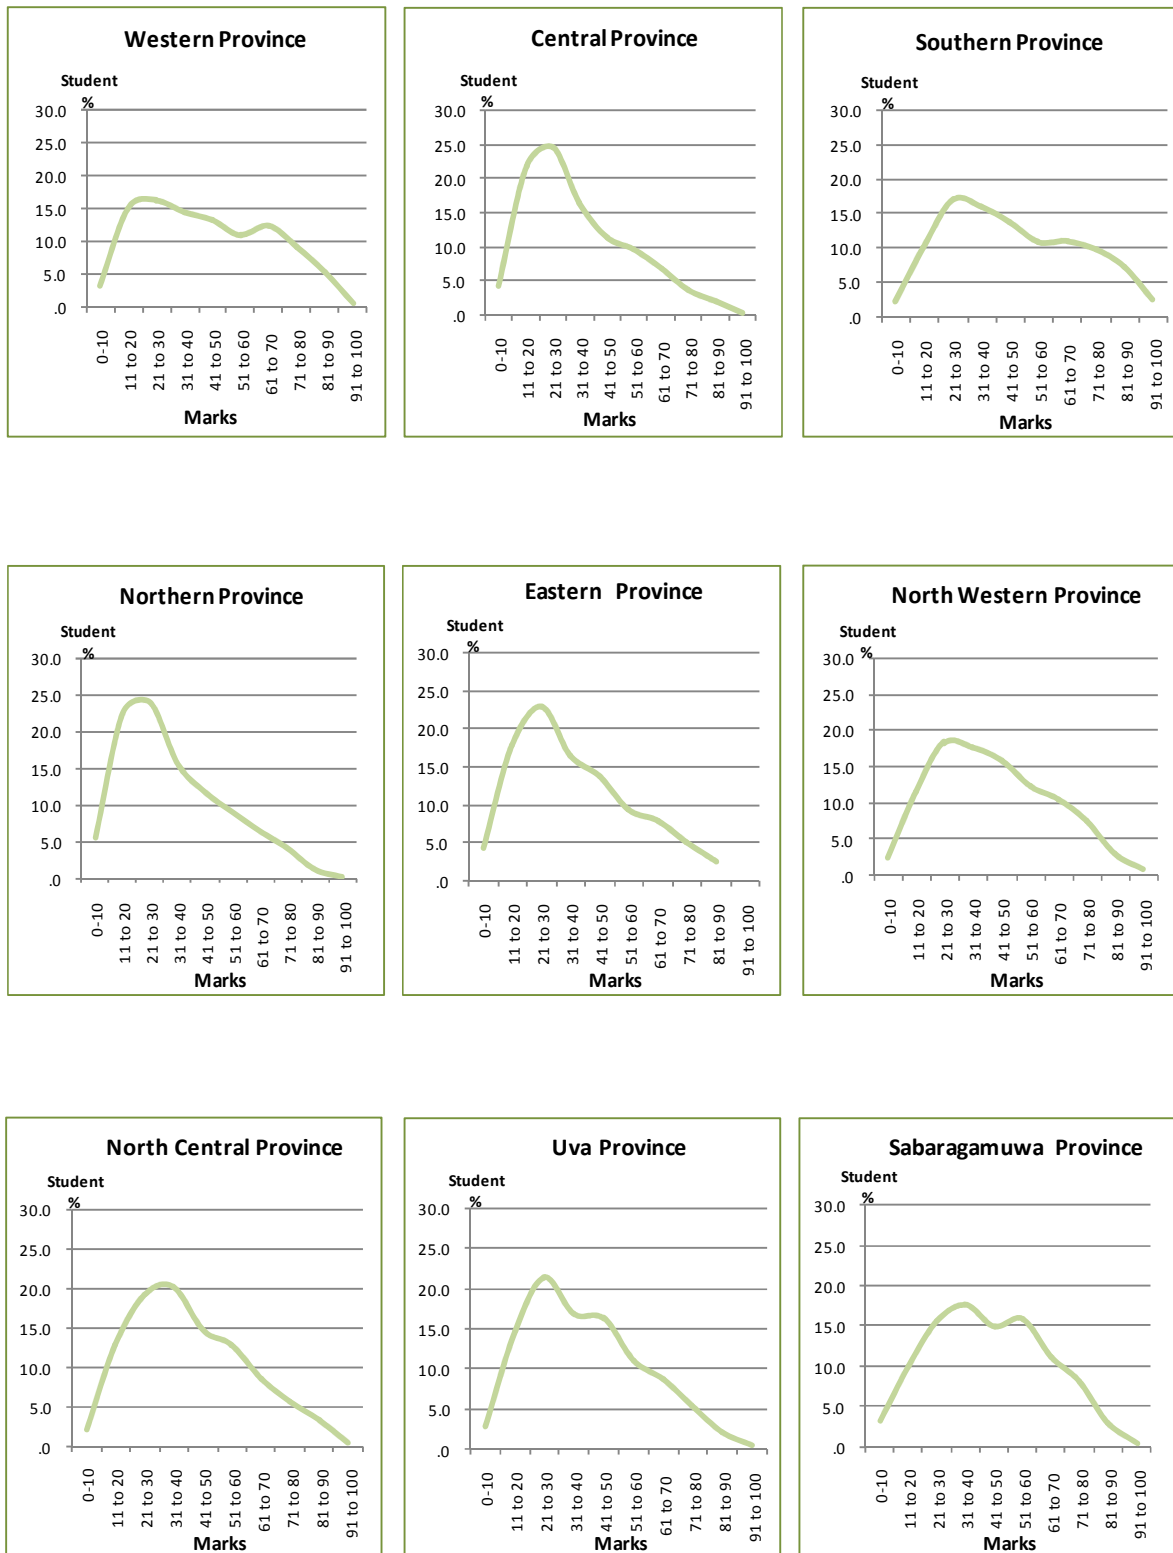 Western Province
Student
%
30.0
25.0
20.0
15.0
10.0
5.0
.0
0-10
11 to 20
21 to 30
31 to 40
41 to 50
51 to 60
61 to 70
71 to 80
81 to 90
91 to 100
Marks
Central Province
Student
%
30.0
25.0
20.0
15.0
10.0
5.0
.0
0-10
11 to 20
21 to 30
31 to 40
41 to 50
51 to 60
61 to 70
71 to 80
81 to 90
91 to 100
Marks
Southern Province
Student
%
30.0
25.0
20.0
15.0
10.0
5.0
.0
0-10
11 to 20
21 to 30
31 to 40
41 to 50
51 to 60
61 to 70
71 to 80
81 to 90
91 to 100
Marks
Northern Province
Student
%
30.0
25.0
20.0
15.0
10.0
5.0
.0
0-10
11 to 20
21 to 30
31 to 40
41 to 50
51 to 60
61 to 70
71 to 80
81 to 90
91 to 100
Marks
Eastern Province
Student
%
30.0
25.0
20.0
15.0
10.0
5.0
.0
0-10
11 to 20
21 to 30
31 to 40
41 to 50
51 to 60
61 to 70
71 to 80
81 to 90
91 to 100
Marks
North Western Province
Student
%
30.0
25.0
20.0
15.0
10.0
5.0
.0
0-10
11 to 20
21 to 30
31 to 40
41 to 50
51 to 60
61 to 70
71 to 80
81 to 90
91 to 100
Marks
North Central Province
Student
%
30.0
25.0
20.0
15.0
10.0
5.0
.0
0-10
11 to 20
21 to 30
31 to 40
41 to 50
51 to 60
61 to 70
71 to 80
81 to 90
91 to 100
Marks
Uva Province
Student
%
30.0
25.0
20.0
15.0
10.0
5.0
.0
0-10
11 to 20
21 to 30
31 to 40
41 to 50
51 to 60
61 to 70
71 to 80
81 to 90
91 to 100
Marks
Sabaragamuwa Province
Student
%
30.0
25.0
20.0
15.0
10.0
5.0
.0
0-10
11 to 20
21 to 30
31 to 40
41 to 50
51 to 60
61 to 70
71 to 80
81 to 90
91 to 100
Marks